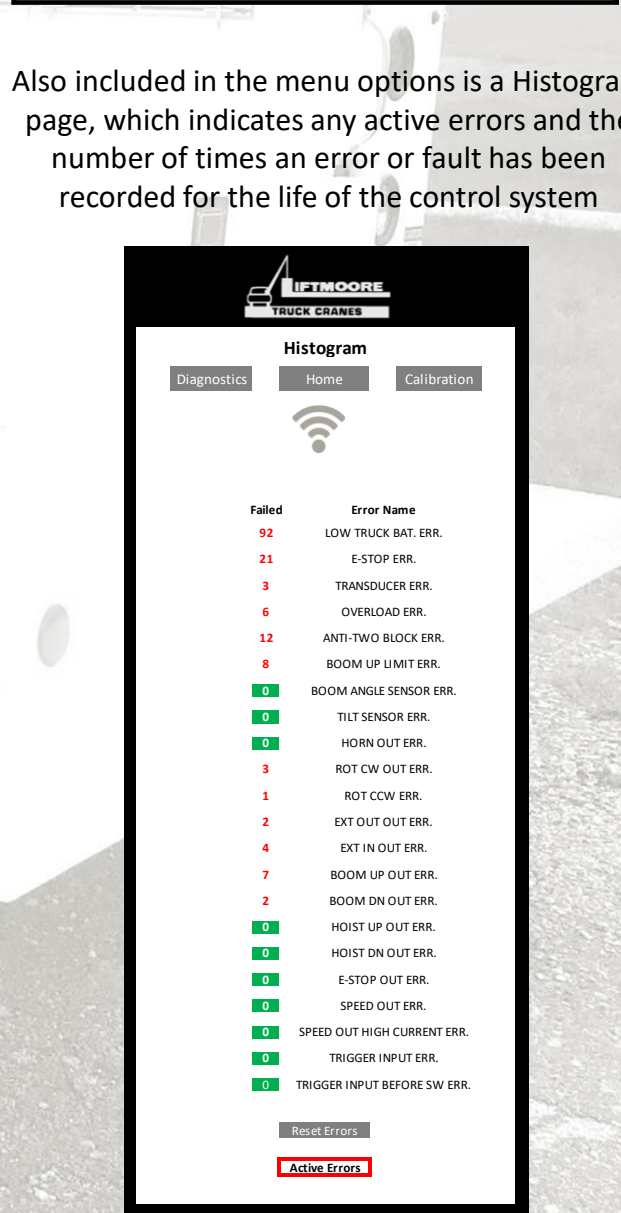 Also included in the menu options is a Histogra
page, which indicates any active errors and the
number of times an error or fault has been
recorded for the life of the control system
LIFTMOORE
TRUCK CRANES
Histogram
Diagnostics Home Calibration
Failed Error Name
92 LOW TRUCK BAT. ERR.
21 E-STOP ERR.
3 TRANSDUCER ERR.
6 OVERLOAD ERR.
12 ANTI-TWO BLOCK ERR.
8 BOOM UP LIMIT ERR.
0 BOOM ANGLE SENSOR ERR.
0 TILT SENSOR ERR.
0 HORN OUT ERR.
3 ROT CW OUT ERR.
1 ROT CCW ERR.
2 EXT OUT OUT ERR.
4 EXT IN OUT ERR.
7 BOOM UP OUT ERR.
2 BOOM DN OUT ERR.
0 HOIST UP OUT ERR.
0 HOIST DN OUT ERR.
0 E-STOP OUT ERR.
0 SPEED OUT ERR.
0 SPEED OUT HIGH CURRENT ERR.
0 TRIGGER INPUT ERR.
0 TRIGGER INPUT BEFORE SW ERR.
Reset Errors
Active Errors